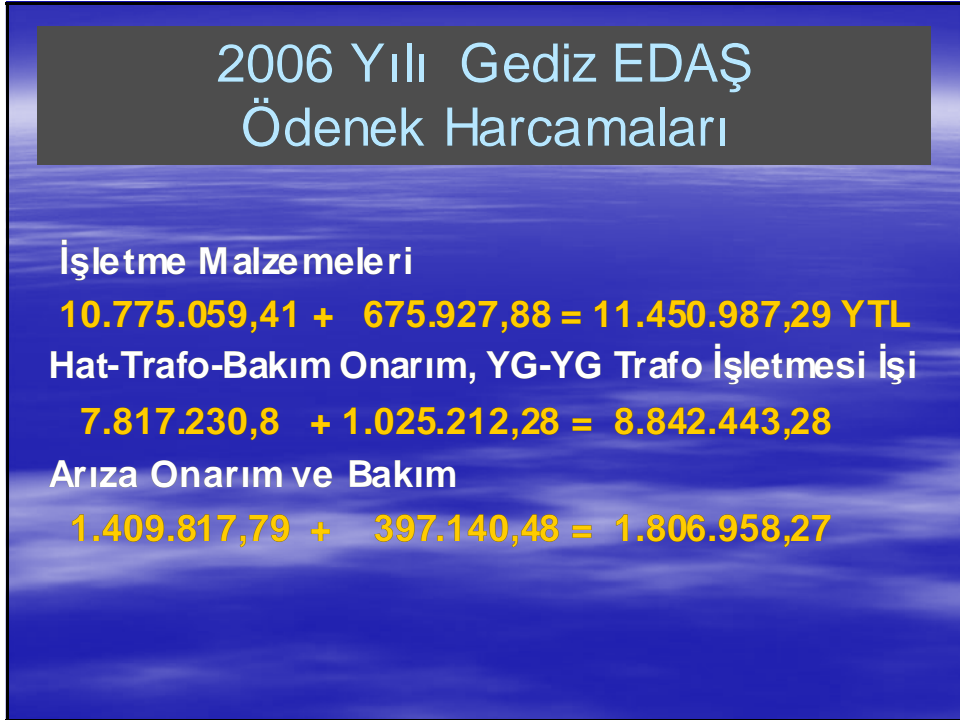 2006 Yılı Gediz EDAŞ
Ödenek Harcamaları
İşletme Malzemeleri
10.775.059,41 + 675.927,88 = 11.450.987,29 YTL
Hat-Trafo-Bakım Onarım, YG-YG Trafo İşletmesi İşi
7.817.230,8 + 1.025.212,28 = 8.842.443,28
Arıza Onarım ve Bakım
1.409.817,79 + 397.140,48 = 1.806.958,27